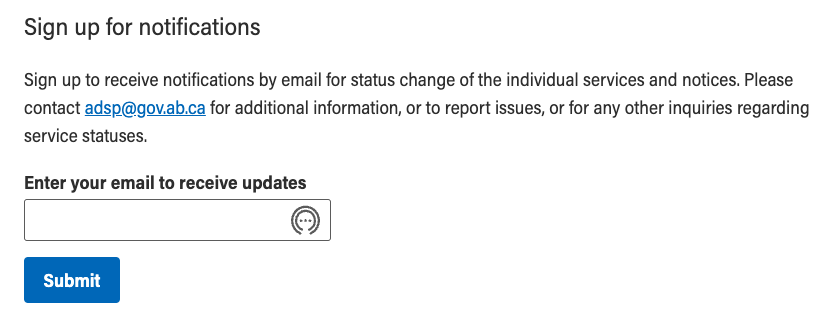 Sign up for notifications
Sign up to receive notifications by email for status change of the individual services and notices. Please
contact adsp@gov.ab.ca for additional information, or to report issues, or for any other inquiries regarding
service statuses.
Enter your email to receive updates
Submit